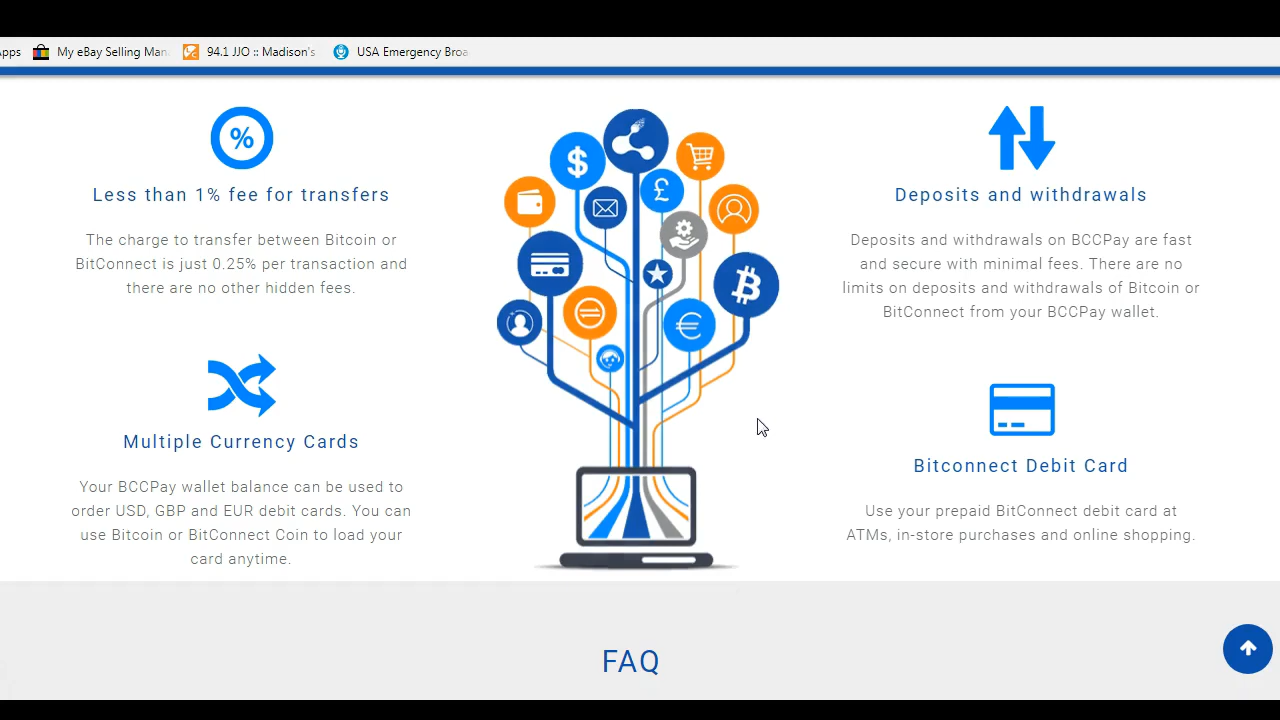 pps
My eBay Selling Man
94.1 JJO :: Madison's
USA Emergency Broa
%
Less than 1% fee for transfers
The charge to transfer between Bitcoin or
BitConnect is just 0.25% per transaction and
there are no other hidden fees.
Multiple Currency Cards
Your BCCPay wallet balance can be used to
order USD, GBP and EUR debit cards. You can
use Bitcoin or BitConnect Coin to load your
card anytime.
$
£
€
Deposits and withdrawals
Deposits and withdrawals on BCCPay are fast
and secure with minimal fees. There are no
limits on deposits and withdrawals of Bitcoin or
BitConnect from your BCCPay wallet.
Bitconnect Debit Card
Use your prepaid BitConnect debit card at
ATMs, in-store purchases and online shopping.
FAQ